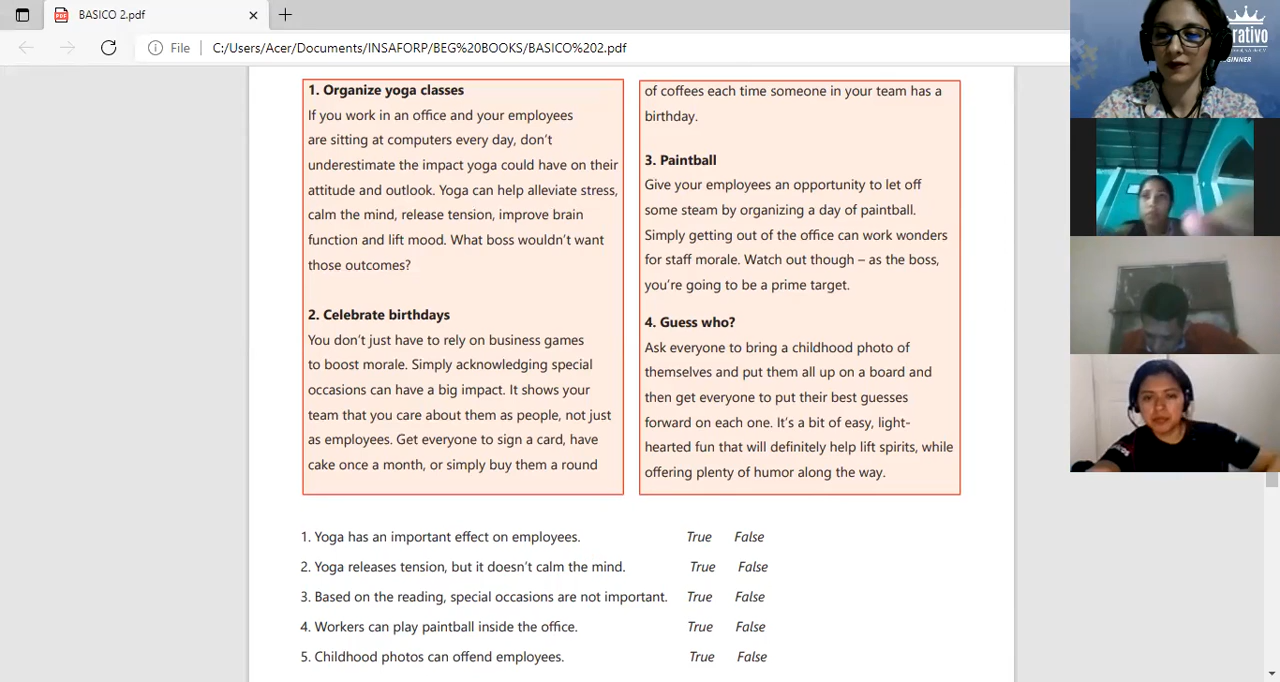 BASICO 2.pdf
File
C:/Users/Acer/Documents/INSAFORP/BEG%20BOOKS/BASICO%202.pdf
1. Organize yoga classes
If you work in an office and your employees
are sitting at computers every day, don't
underestimate the impact yoga could have on their
attitude and outlook. Yoga can help alleviate stress,
calm the mind, release tension, improve brain
function and lift mood. What boss wouldn't want
those outcomes?
2. Celebrate birthdays
You don't just have to rely on business games
to boost morale. Simply acknowledging special
occasions can have a big impact. It shows your
team that you care about them as people, not just
as employees. Get everyone to sign a card, have
cake once a month, or simply buy them a round
of coffees each time someone in your team has a
birthday.
3. Paintball
Give your employees an opportunity to let off
some steam by organizing a day of paintball.
Simply getting out of the office can work wonders
for staff morale. Watch out though – as the boss,
you're going to be a prime target.
4. Guess who?
Ask everyone to bring a childhood photo of
themselves and put them all up on a board and
then get everyone to put their best guesses
forward on each one. It's a bit of easy, light-
hearted fun that will definitely help lift spirits, while
offering plenty of humor along the way.
1. Yoga has an important effect on employees. True False
2. Yoga releases tension, but it doesn't calm the mind. True False
3. Based on the reading, special occasions are not important. True False
4. Workers can play paintball inside the office. True False
5. Childhood photos can offend employees. True False